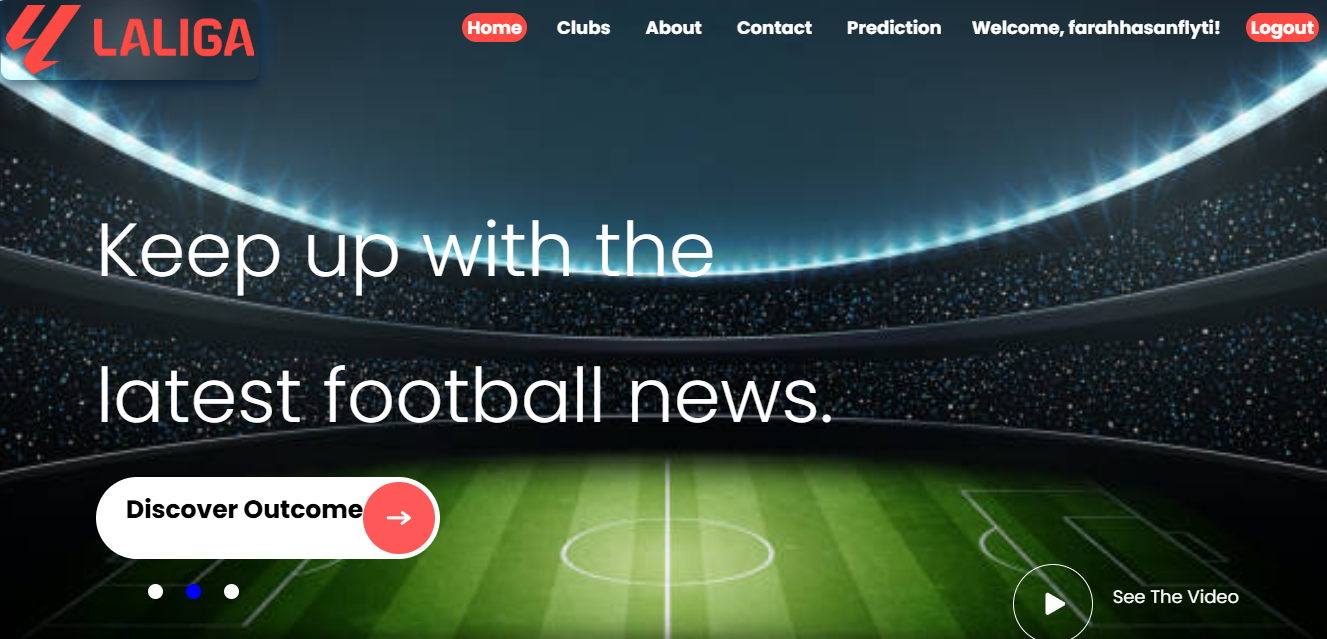 LALIGA
Home Clubs About Contact Prediction Welcome, farahhasanflyti! Logout
Keep up with the
latest football news.
Discover Outcome
See The Video